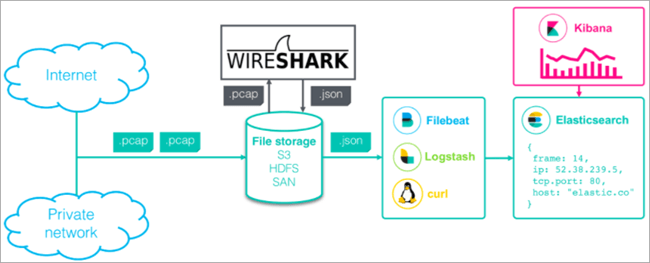 Internet
Private
network
.pcap
.pcap
WIRESHARK
.pcap
.json
File storage
S3
HDFS
SAN
.json
Filebeat
Logstash
curl
Kibana
Elasticsearch
{
frame: 14,
ip: 52.38.239.5,
tcp.port: 80,
host: "elastic.co"
}